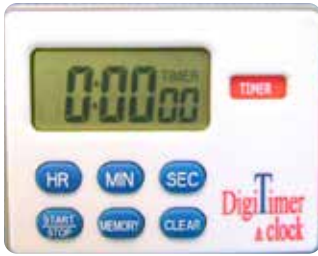 TIMER
0:00 00
TIMER
HR MIN SEC
START STOP MEMORY CLEAR
DigiTimer
& clock